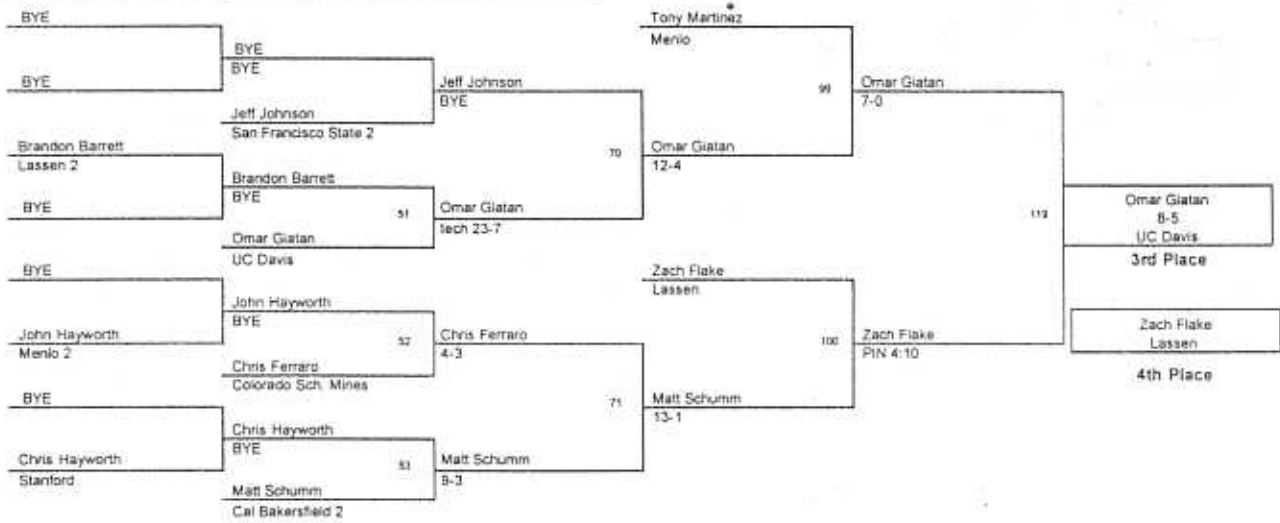 BYE
BYE
Brandon Barrett
Lassen 2
BYE
BYE
John Hayworth
Menlo 2
BYE
Chris Hayworth
Stanford
BYE
BYE
Jeff Johnson
San Francisco State 2
Brandon Barrett
BYE
51
Omar Giatan
UC Davis
John Hayworth
BYE
52
Chris Ferraro
Colorado Sch. Mines
Chris Hayworth
BYE
53
Matt Schumm
Cal Bakersfield 2
Jeff Johnson
BYE
70
Omar Giatan
tech 23-7
Chris Ferraro
4-3
71
Matt Schumm
9-3
Tony Martinez
Menlo
99
Omar Giatan
12-4
Zach Flake
Lassen
100
Matt Schumm
13-1
Omar Giatan
7-0
Zach Flake
PIN 4:10
Omar Giatan
8-5
UC Davis
3rd Place
Zach Flake
Lassen
4th Place